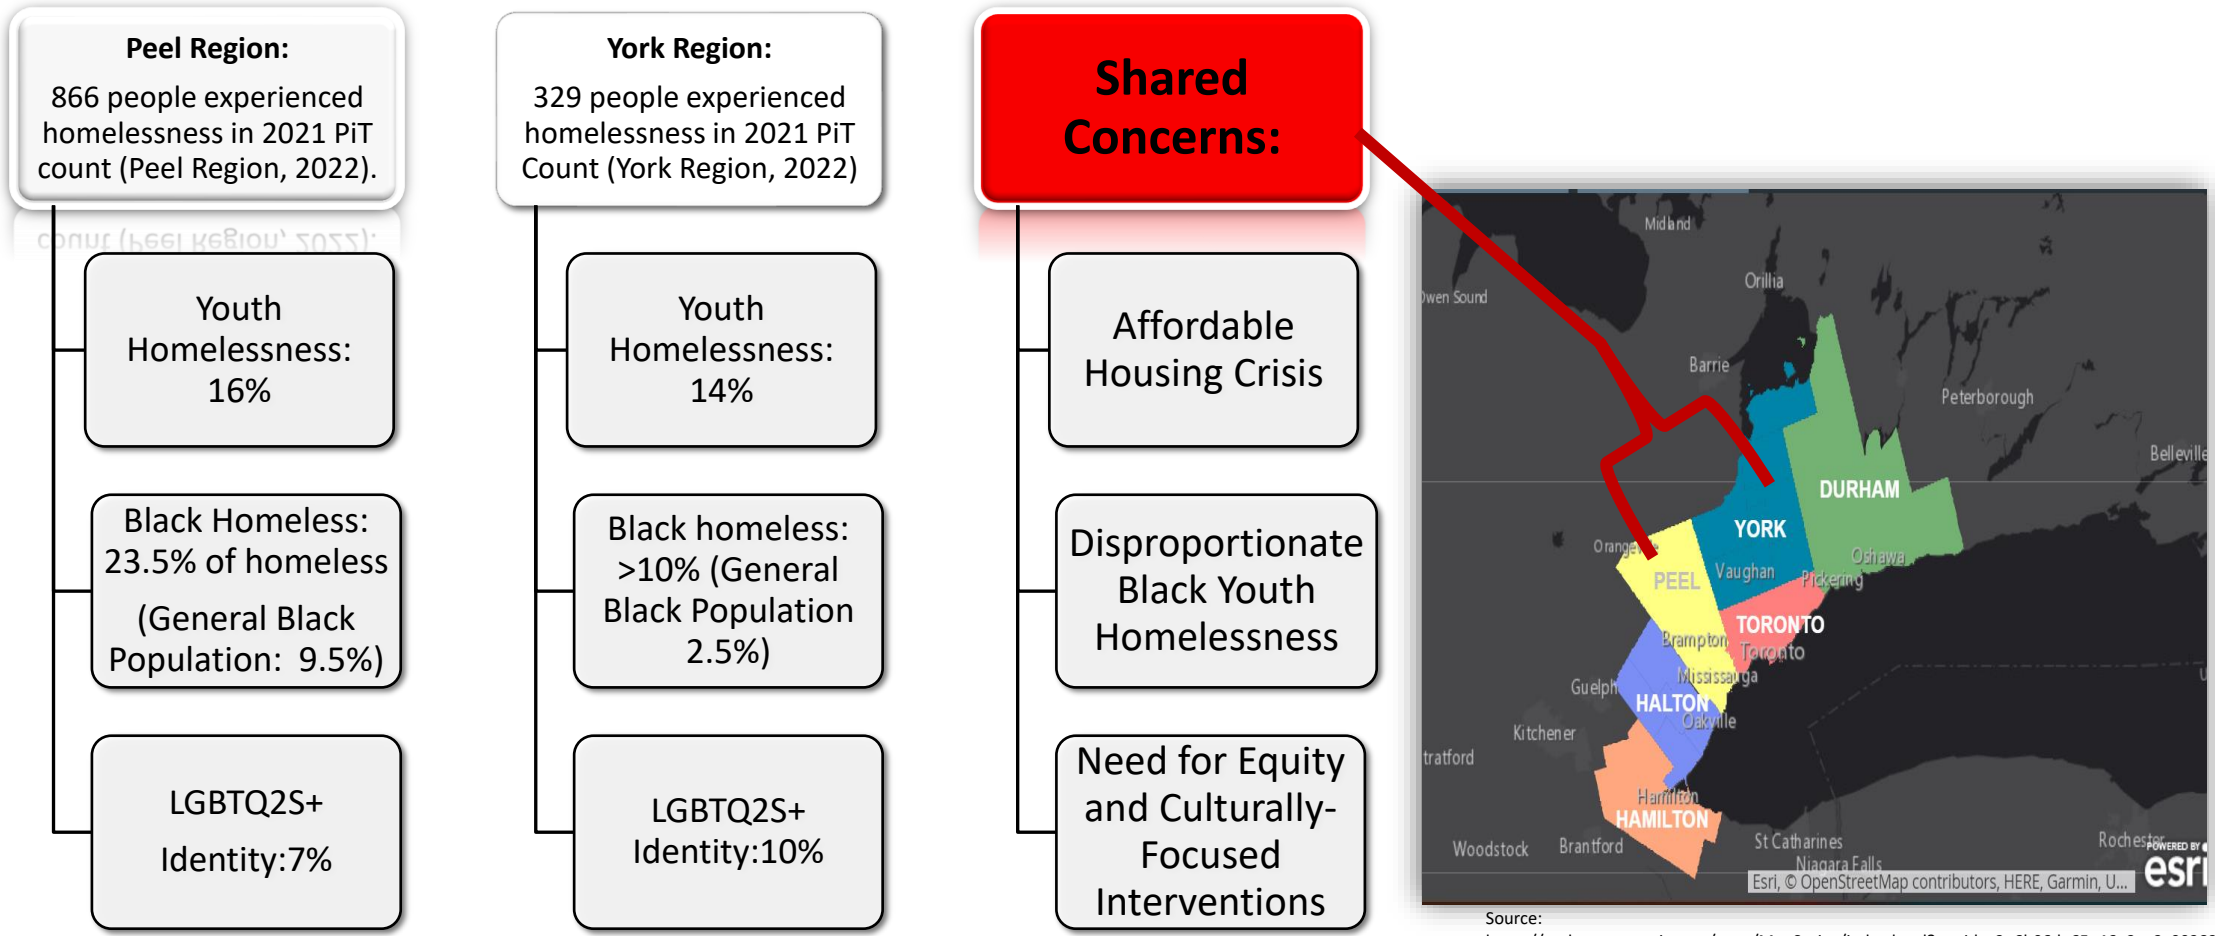 Peel Region:
866 people experienced
homelessness in 2021 PiT
count (Peel Region, 2022).
Youth
Homelessness:
16%
Black Homeless:
23.5% of homeless
(General Black
Population: 9.5%)
LGBTQ2S+
Identity:7%
York Region:
329 people experienced
homelessness in 2021 PiT
Count (York Region, 2022)
Youth
Homelessness:
14%
Black homeless:
>10% (General
Black Population
2.5%)
LGBTQ2S+
Identity:10%
Shared
Concerns:
Affordable
Housing Crisis
Disproportionate
Black Youth
Homelessness
Need for Equity
and Culturally-
Focused
Interventions
Midland
Orillia
Owen Sound
Barrie
Peterborough
Belleville
DURHAM
YORK
Orangeville
Oshawa
Vaughan
Pickering
PEEL
TORONTO
Brampton
Toronto
Mississauga
Guelph
HALTON
Oakville
Kitchener
tratford
Hamilton
HAMILTON
Woodstock
Brantford
St Catharines
Rochester
Niagara Falls
POWERED BY
esri
Esri, © OpenStreetMap contributors, HERE, Garmin, U...
Source: